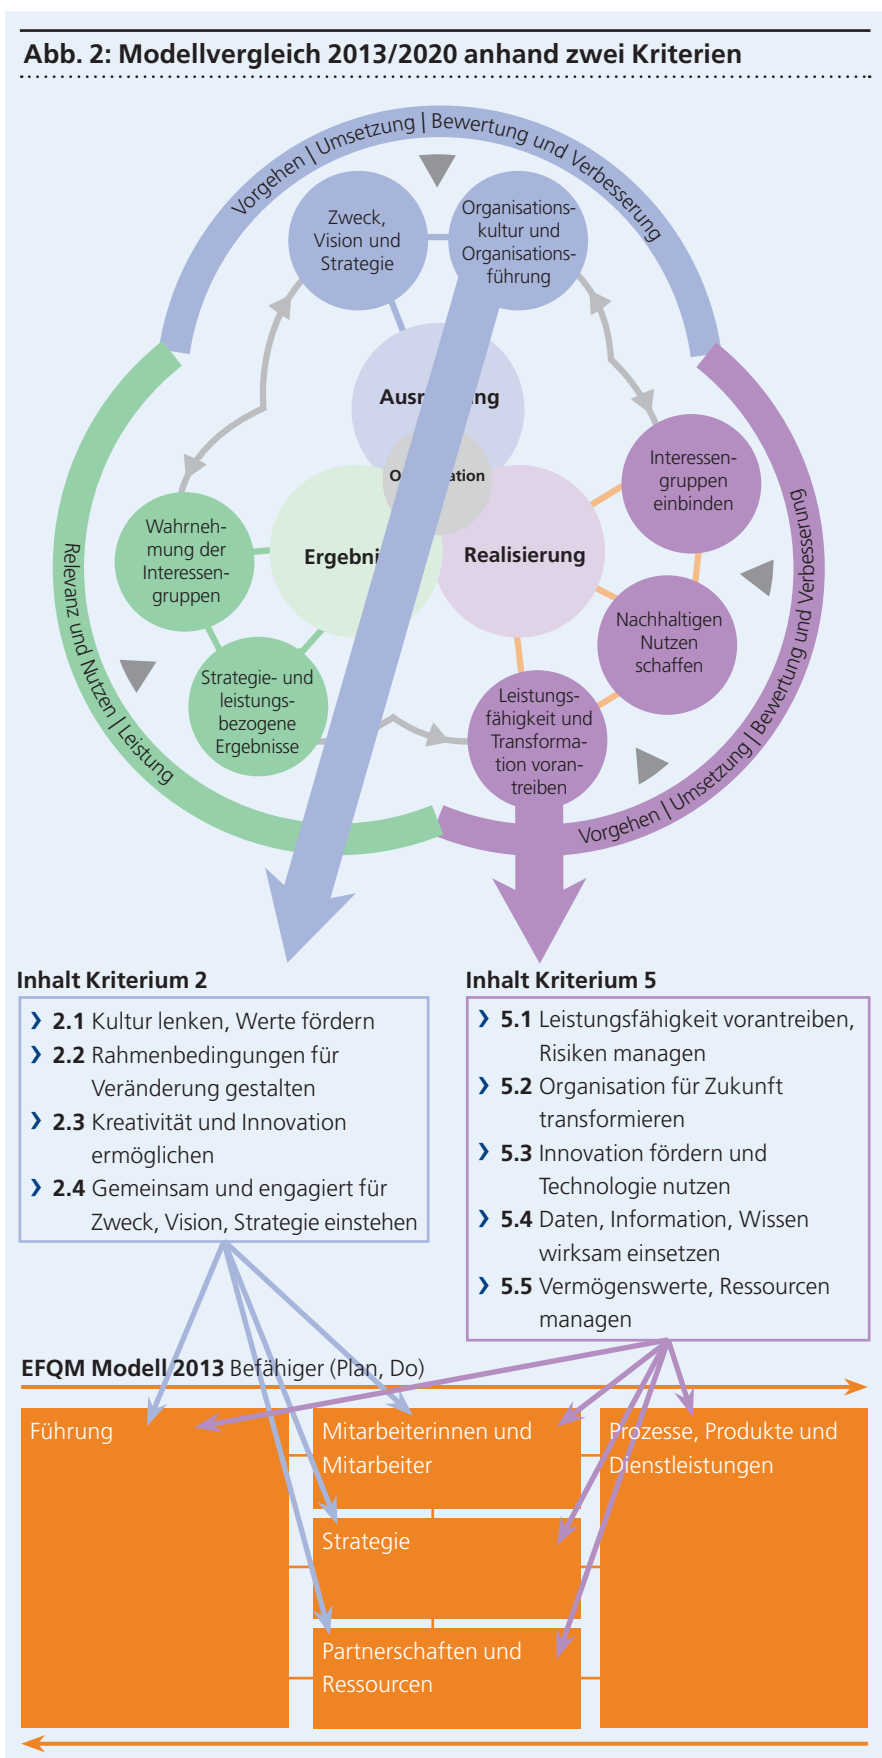 Abb. 2: Modellvergleich 2013/2020 anhand zwei Kriterien
Vorgehen | Umsetzung | Bewertung und Verbesserung
Zweck,
Vision und
Strategie
Organisations-
kultur und
Organisations-
führung
Interessen-
gruppen
einbinden
Wahrneh-
mung der
Interessen-
gruppen
Realisierung
Nachhaltigen
Nutzen
schaffen
Strategie- und
leistungs-
bezogene
Ergebnisse
Leistungs-
fähigkeit und
Transforma-
tion voran-
treiben
Relevanz und Nutzen | Leistung
Vorgehen | Umsetzung | Bewertung und Verbesserung
Inhalt Kriterium 2
2.1 Kultur lenken, Werte fördern
2.2 Rahmenbedingungen für
Veränderung gestalten
2.3 Kreativität und Innovation
ermöglichen
2.4 Gemeinsam und engagiert für
Zweck, Vision, Strategie einstehen
Inhalt Kriterium 5
5.1 Leistungsfähigkeit vorantreiben,
Risiken managen
5.2 Organisation für Zukunft
transformieren
5.3 Innovation fördern und
Technologie nutzen
5.4 Daten, Information, Wissen
wirksam einsetzen
5.5 Vermögenswerte, Ressourcen
managen
EFQM Modell 2013 Befähiger (Plan, Do)
Führung
Mitarbeiterinnen und
Mitarbeiter
Strategie
Partnerschaften und
Ressourcen
Prozesse, Produkte und
Dienstleistungen